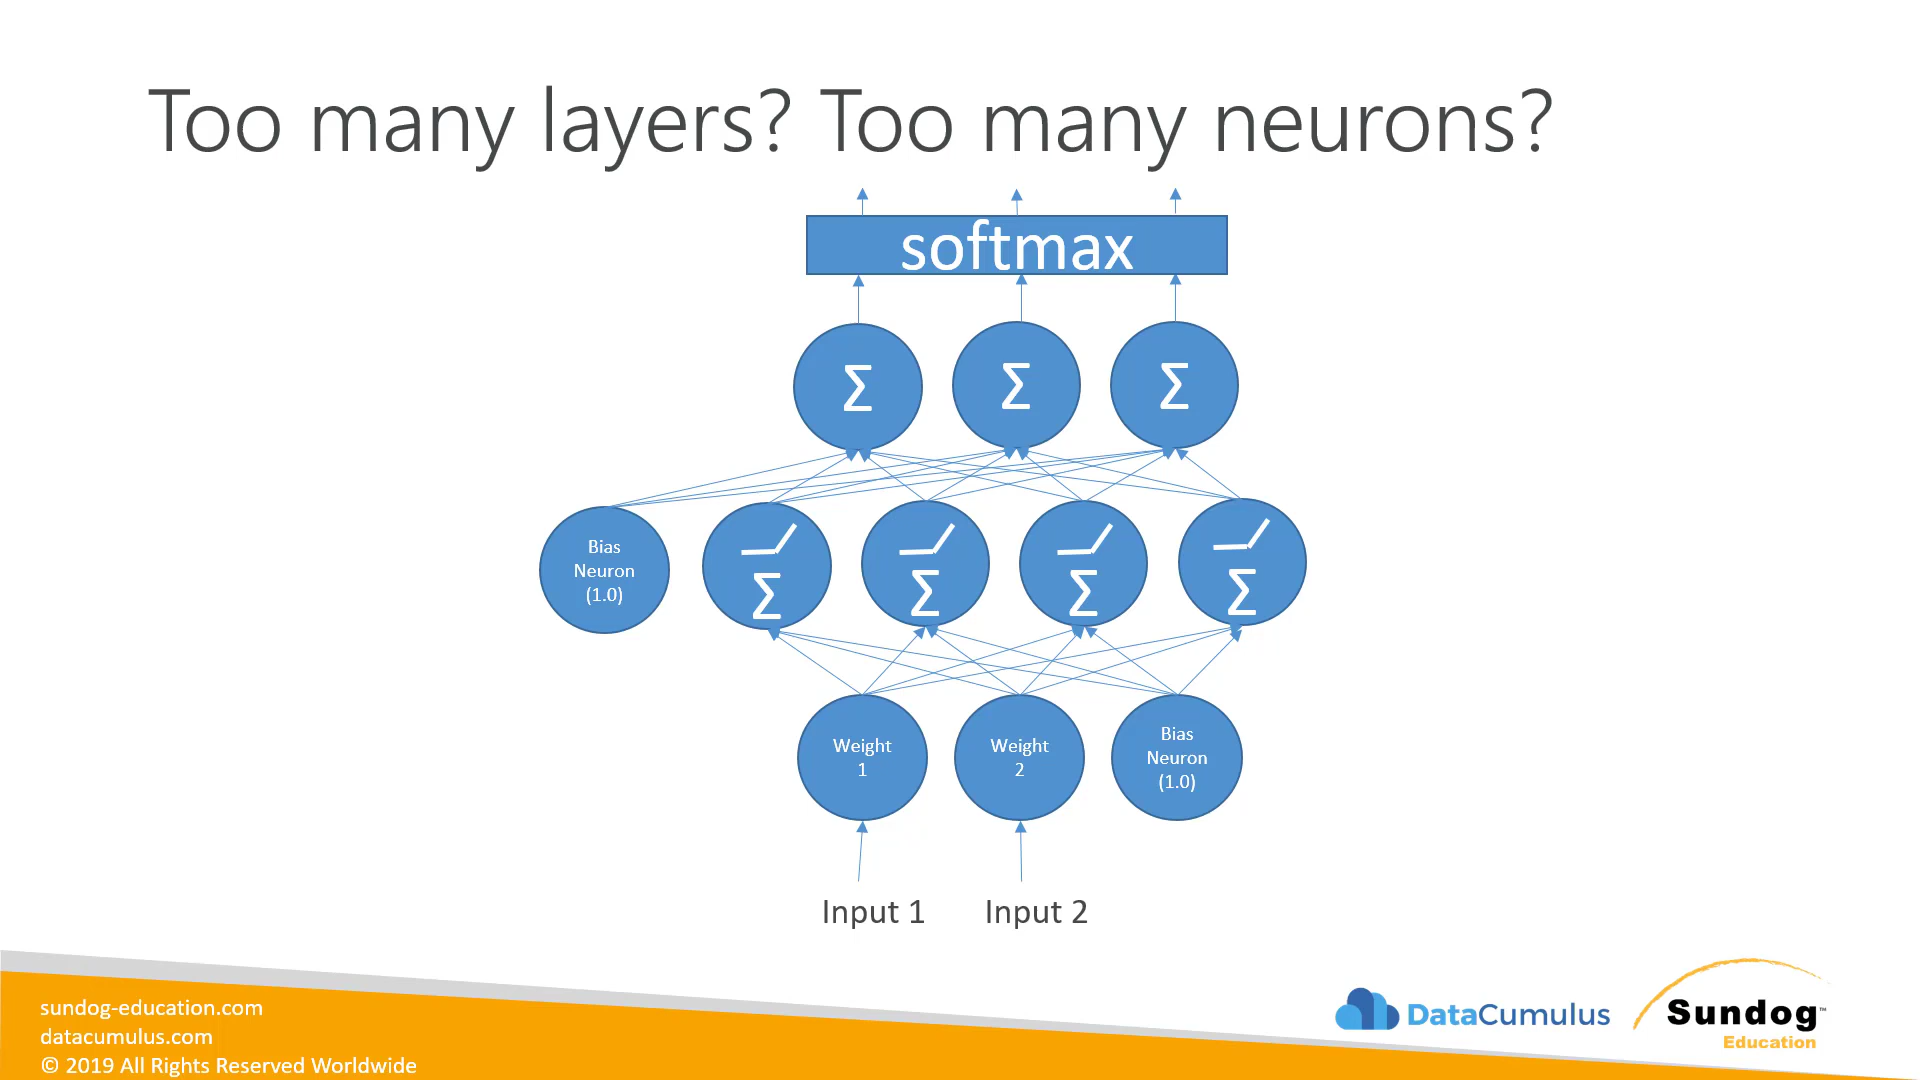 Too many layers? Too many neurons?
softmax
Σ Σ Σ
Bias
Neuron
(1.0)
Σ Σ Σ Σ
Weight
1
Weight
2
Bias
Neuron
(1.0)
Input 1
Input 2
sundog-education.com
datacumulus.com
© 2019 All Rights Reserved Worldwide
DataCumulus
Sundog™
Education